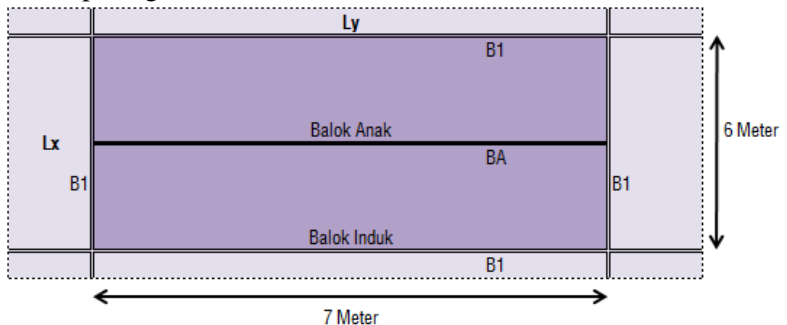 Ly
B1
Balok Anak
Lx
BA
6 Meter
B1
B1
Balok Induk
B1
7 Meter